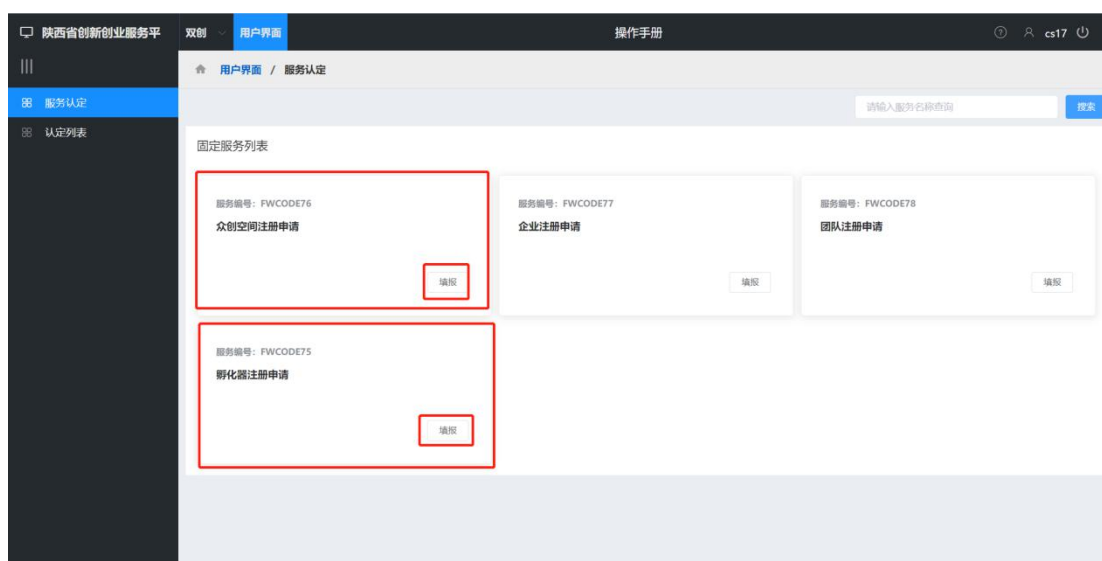 陕西省创新创业服务平 双创 用户界面 操作手册 cs17
用户界面 / 服务认定
服务认定
请输入服务名称查询 搜索
认定列表
固定服务列表
服务编号: FWCODE76 服务编号: FWCODE77 服务编号: FWCODE78
众创空间注册申请 企业注册申请 团队注册申请
填报 填报 填报
服务编号: FWCODE75
孵化器注册申请
填报